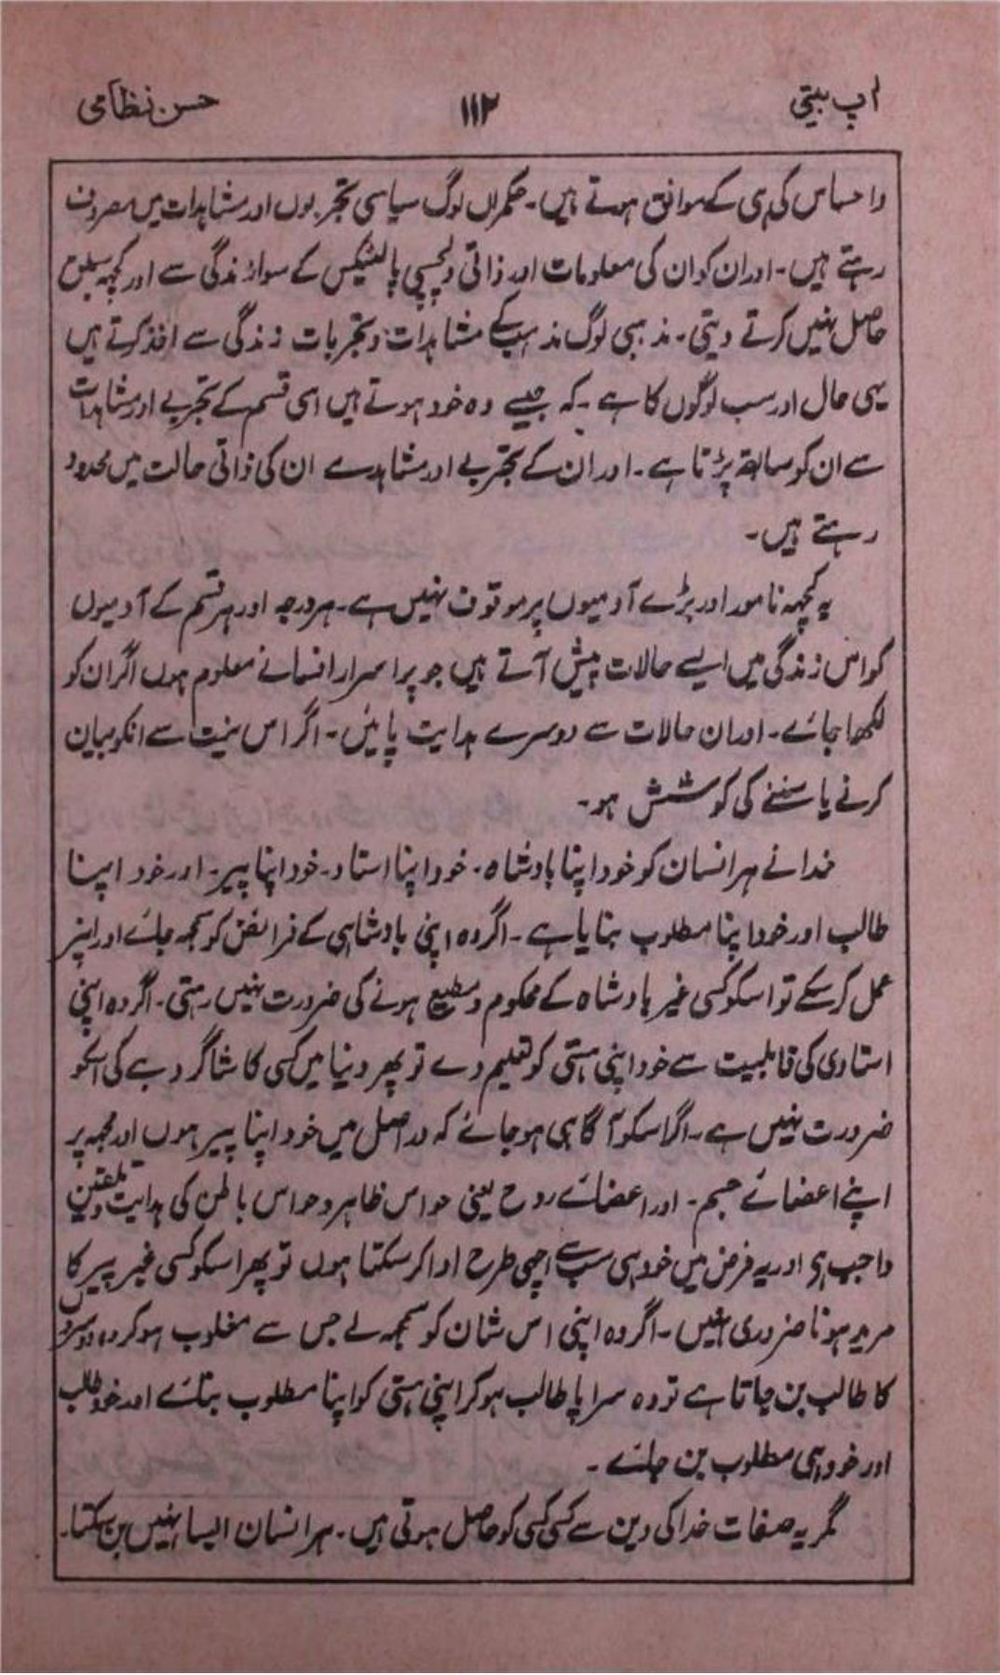 آپ بیتی ۱۱۲ حسن نظامی
و احساس کی ہی کے موافق ہوتے ہیں۔ حکمراں لوگ سیاسی تجربوں اور مشاہدات میں مصروف
رہتے ہیں۔ اور ان کو ان کی معلومات اور ذاتی دلچسپی پالیٹکس کے سوا زندگی سے اور کچہہ سبق
حاصل نہیں کرنے دیتی۔ مذہبی لوگ مذہب کے مشاہدات و تجربات زندگی سے اخذ کرتے ہیں
یہی حال اور سب لوگوں کا ہے۔ کہ جیسے وہ خود ہوتے ہیں اسی قسم کے تجربے اور مشاہدات
سے ان کو سابقہ پڑتا ہے۔ اور ان کے تجربے اور مشاہدے ان کی ذاتی حالت میں محدود
رہتے ہیں۔
یہ کچہہ نامور اور بڑے آدمیوں پر موقوف نہیں ہے۔ ہر درجہ اور ہر قسم کے آدمیوں
کو اس زندگی میں ایسے حالات پیش آتے ہیں جو پراسرار افسانے معلوم ہوں اگر ان کو
لکھا جائے۔ اور ان حالات سے دوسرے ہدایت پائیں۔ اگر اس نیت سے انکو بیان
کرنے یا سننے کی کوشش ہو۔
خدا نے ہر انسان کو خود اپنا بادشاہ۔ خود اپنا استاد۔ خود اپنا پیر۔ اور خود اپنا
طالب اور خود اپنا مطلوب بنایا ہے۔ اگر وہ اپنی بادشاہی کے فرائض کو سمجہہ جائے اور انپر
عمل کر سکے تو اسکو کسی غیر بادشاہ کے محکوم و مطیع ہونے کی ضرورت نہیں رہتی۔ اگر وہ اپنی
استادی کی قابلیت سے خود اپنی ہستی کو تعلیم دے تو پھر دنیا میں کسی کا شاگرد بنے کی اسکو
ضرورت نہیں ہے۔ اگر اسکو آگاہی ہو جائے کہ در اصل میں خود اپنا پیر ہوں اور مجہہ پر
اپنے اعضائے جسم۔ اور اعضائے روح یعنی حواس ظاہر و حواس باطن کی ہدایت و تلقین
واجب ہی اور یہ فرض میں خود ہی سب سے اچھی طرح ادا کر سکتا ہوں تو پھر اسکو کسی غیر پیر کا
مرید ہونا ضروری نہیں۔ اگر وہ اپنی اس شان کو سمجہہ لے جس سے مغلوب ہو کر وہ دوسروں
کا طالب بن جاتا ہے تو وہ سراپا طالب ہو کر اپنی ہستی کو اپنا مطلوب بنائے اور خود طالب
اور خود ہی مطلوب بن جائے۔
مگر یہ صفات خدا کی دین سے کسی کسی کو حاصل ہوتی ہیں۔ ہر انسان ایسا نہیں بن سکتا۔